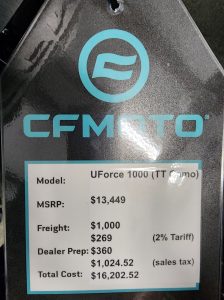 CFMOTO®
Model: UForce 1000 (TT Camo)
MSRP: $13,449
Freight: $1,000
$269 (2% Tariff)
Dealer Prep: $360
$1,024.52 (sales tax)
Total Cost: $16,202.52